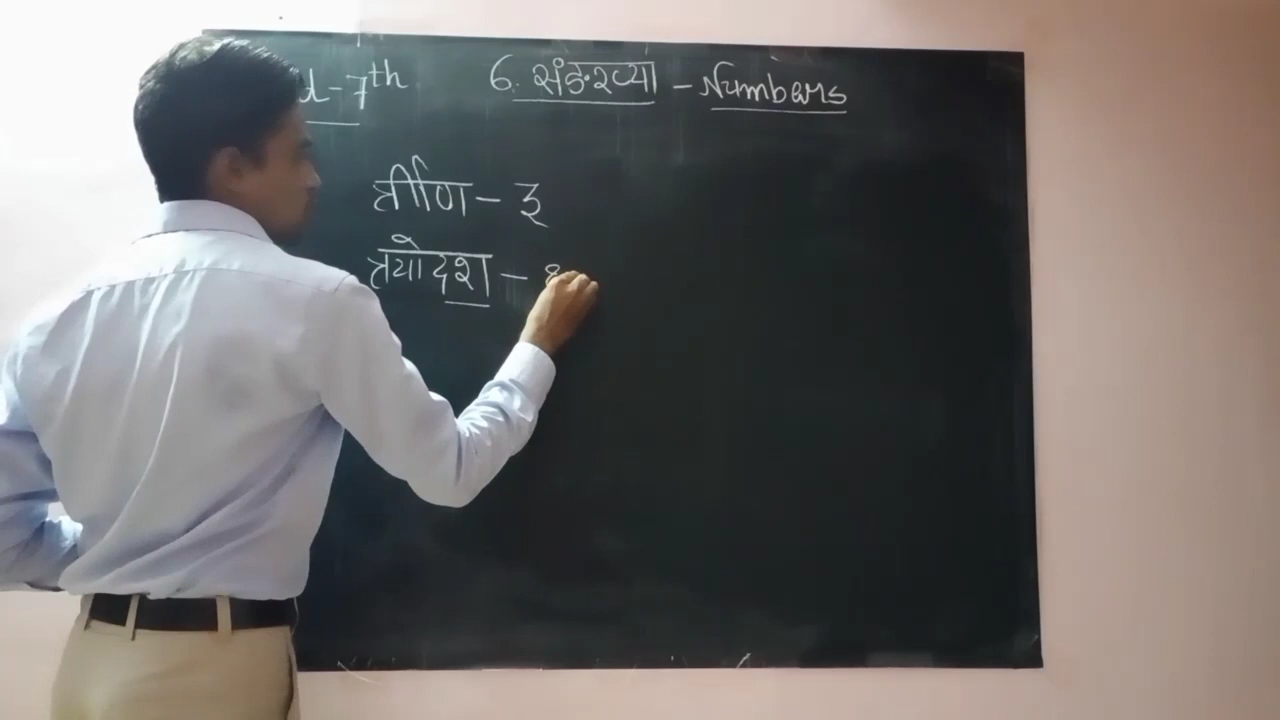 d-7th
6. संङ्ख्या - Numbers
त्रीणि - ३
त्रयोदश - १